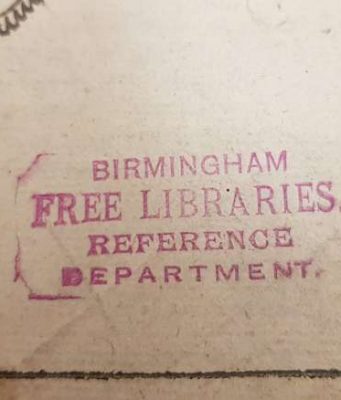 BIRMINGHAM
FREE LIBRARIES.
REFERENCE
DEPARTMENT.